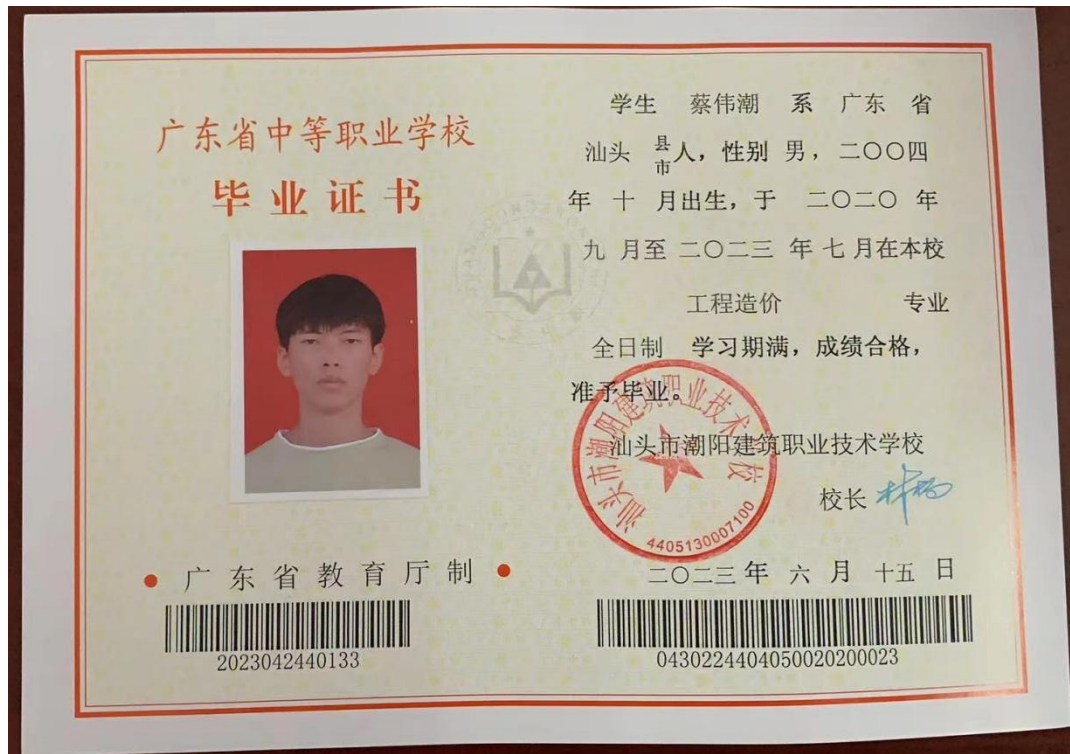 广东省中等职业学校
毕业证书
广东省教育厅制
2023042440133
学生 蔡伟潮 系 广东 省
汕头 县市人，性别 男，二〇〇四
年 十 月出生，于 二〇二〇 年
九 月至 二〇二三 年 七 月在本校
工程造价 专业
全日制 学习期满，成绩合格，
准予毕业。
汕头市潮阳建筑职业技术学校
校长
汕头市潮阳建筑职业技术学校
4405130007100
二〇二三 年 六 月 十五 日
0430224404050020200023